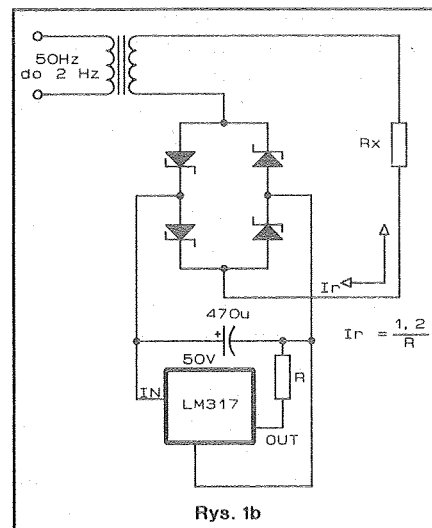 50Hz
do 2 Hz
Rx
Ir
470u
+
50V
Ir = 1,2/R
R
IN
LM317
OUT
Rys. 1b